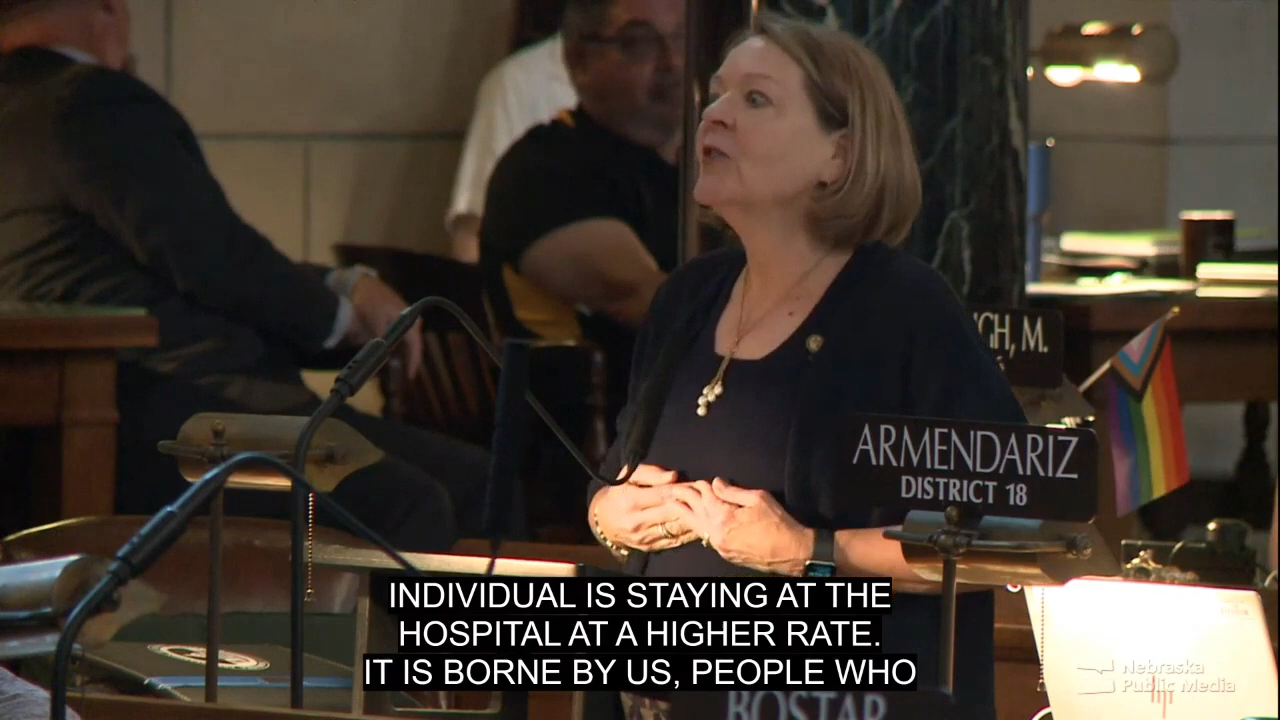 GH, M.
ARMENDARIZ
DISTRICT 18
INDIVIDUAL IS STAYING AT THE
HOSPITAL AT A HIGHER RATE.
IT IS BORNE BY US, PEOPLE WHO
Nebraska
Public Media
BOSTAR